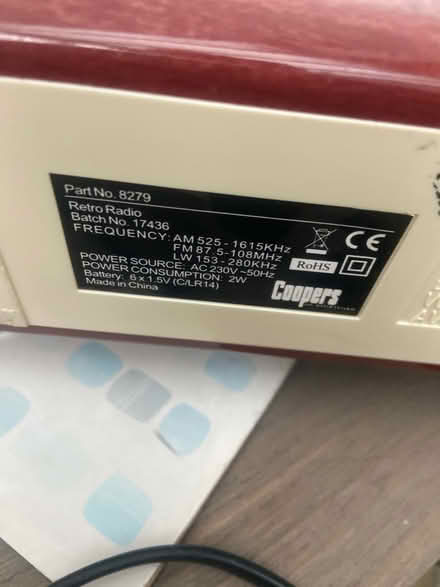 Part No. 8279
Retro Radio
Batch No. 17436
FREQUENCY: AM 525 - 1615KHz
FM 87.5-108MHz
LW 153 - 280KHz
POWER SOURCE: AC 230V ~50Hz
POWER CONSUMPTION: 2W
Battery: 6 x 1.5V (C/LR14)
Made in China
CE
RoHS
Coopers